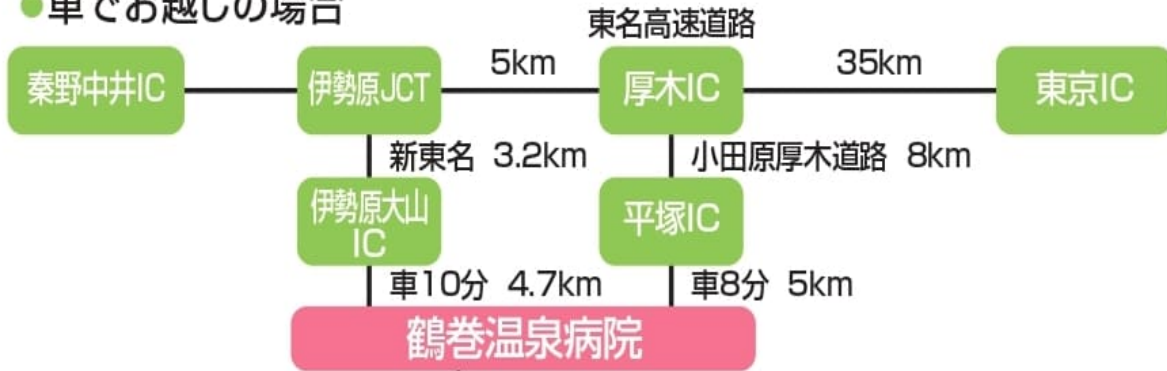 ●車でお越しの場合
東名高速道路
秦野中井IC 伊勢原JCT 5km 厚木IC 35km 東京IC
新東名 3.2km 小田原厚木道路 8km
伊勢原大山
IC
平塚IC
車10分 4.7km 車8分 5km
鶴巻温泉病院